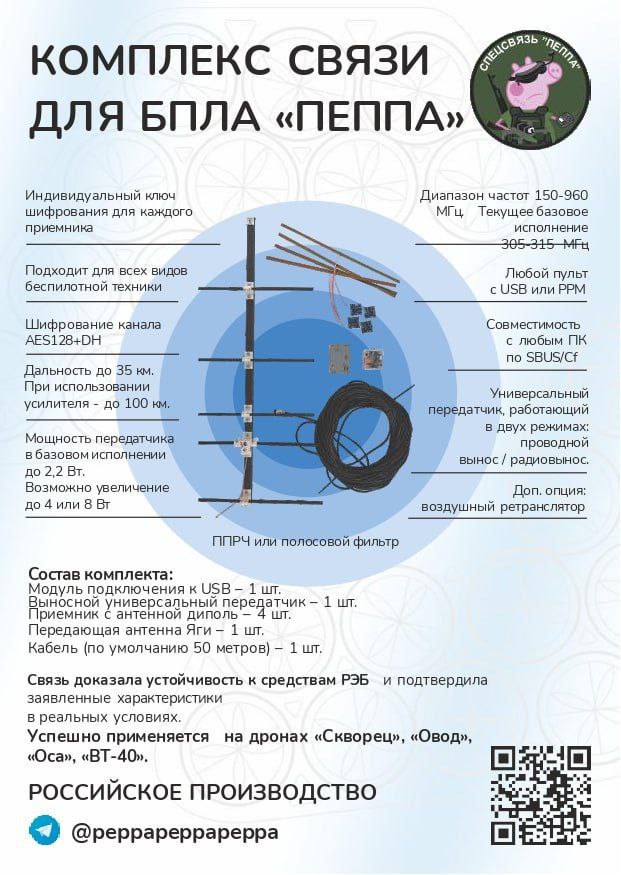 КОМПЛЕКС СВЯЗИ
ДЛЯ БПЛА «ПЕППА»
СПЕЦСВЯЗЬ "ПЕППА"
Индивидуальный ключ
шифрования для каждого
приемника
Подходит для всех видов
беспилотной техники
Шифрование канала
AES128+DH
Дальность до 35 км.
При использовании
усилителя - до 100 км.
Мощность передатчика
в базовом исполнении
до 2,2 Вт.
Возможно увеличение
до 4 или 8 Вт
Диапазон частот 150-960
МГц. Текущее базовое
исполнение
305-315 МГц
Любой пульт
с USB или PPM
Совместимость
с любым ПК
по SBUS/Cf
Универсальный
передатчик, работающий
в двух режимах:
проводной
вынос / радиовынос.
Доп. опция:
воздушный ретранслятор
ППРЧ или полосовой фильтр
Состав комплекта:
Модуль подключения к USB – 1 шт.
Выносной универсальный передатчик – 1 шт.
Приемник с антенной диполь – 4 шт.
Передающая антенна Яги – 1 шт.
Кабель (по умолчанию 50 метров) – 1 шт.
Связь доказала устойчивость к средствам РЭБ и подтвердила
заявленные характеристики
в реальных условиях.
Успешно применяется на дронах «Скворец», «Овод»,
«Оса», «ВТ-40».
РОССИЙСКОЕ ПРОИЗВОДСТВО
@peppapeppapeppa